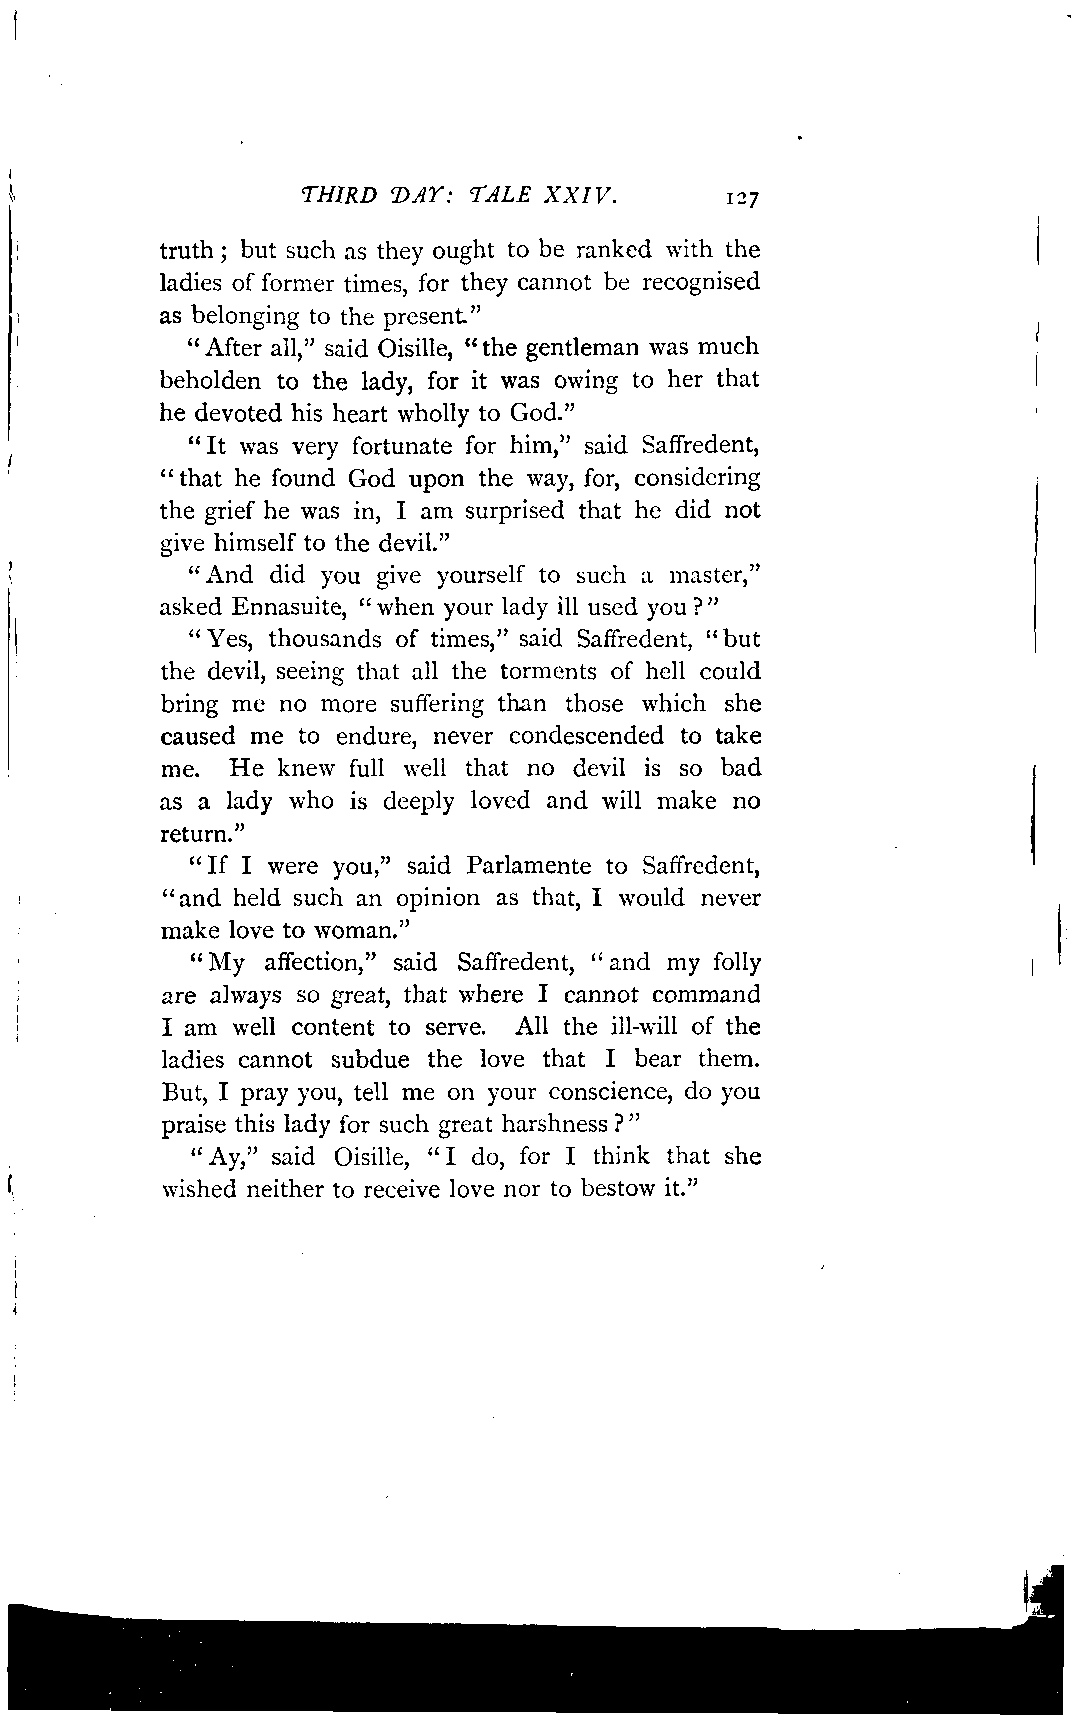 THIRD DAY: TALE XXIV. 127
truth; but such as they ought to be ranked with the
ladies of former times, for they cannot be recognised
as belonging to the present."
"After all," said Oisille, "the gentleman was much
beholden to the lady, for it was owing to her that
he devoted his heart wholly to God."
"It was very fortunate for him," said Saffredent,
"that he found God upon the way, for, considering
the grief he was in, I am surprised that he did not
give himself to the devil."
"And did you give yourself to such a master,"
asked Ennasuite, "when your lady ill used you?"
"Yes, thousands of times," said Saffredent, "but
the devil, seeing that all the torments of hell could
bring me no more suffering than those which she
caused me to endure, never condescended to take
me. He knew full well that no devil is so bad
as a lady who is deeply loved and will make no
return."
"If I were you," said Parlamente to Saffredent,
"and held such an opinion as that, I would never
make love to woman."
"My affection," said Saffredent, "and my folly
are always so great, that where I cannot command
I am well content to serve. All the ill-will of the
ladies cannot subdue the love that I bear them.
But, I pray you, tell me on your conscience, do you
praise this lady for such great harshness?"
"Ay," said Oisille, "I do, for I think that she
wished neither to receive love nor to bestow it."